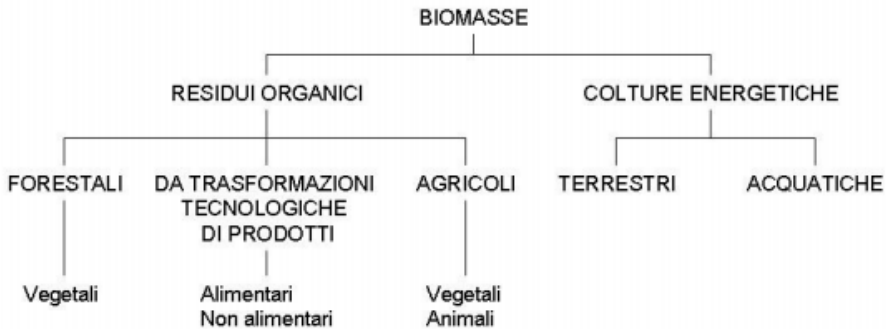 BIOMASSE
RESIDUI ORGANICI
COLTURE ENERGETICHE
FORESTALI
DA TRASFORMAZIONI
TECNOLOGICHE
DI PRODOTTI
AGRICOLI
TERRESTRI
ACQUATICHE
Vegetali
Alimentari
Non alimentari
Vegetali
Animali